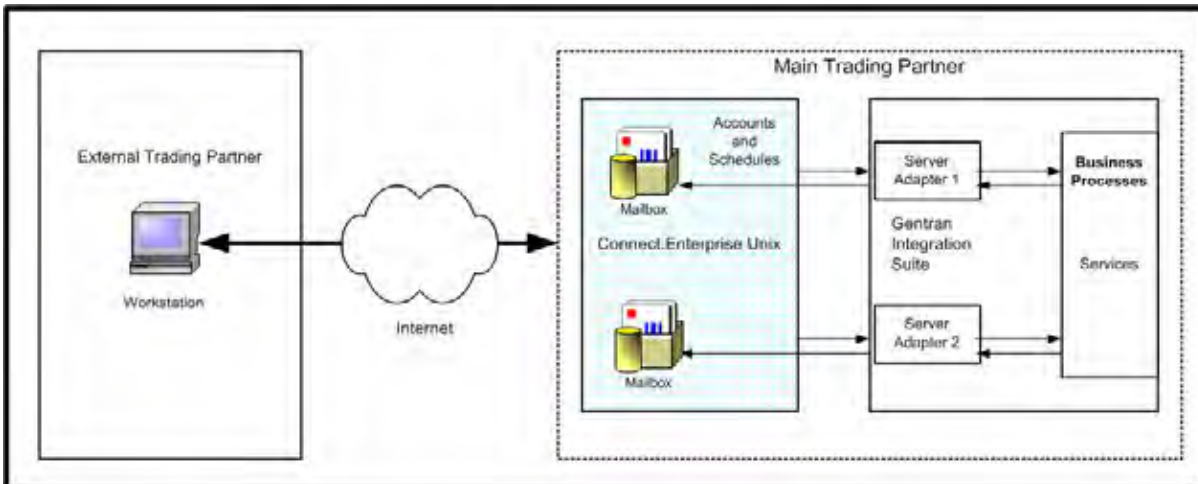 Main Trading Partner
External Trading Partner
Workstation
Internet
Accounts
and
Schedules
Mailbox
Connect.Enterprise Unix
Mailbox
Server
Adapter 1
Gentran
Integration
Suite
Server
Adapter 2
Business
Processes
Services